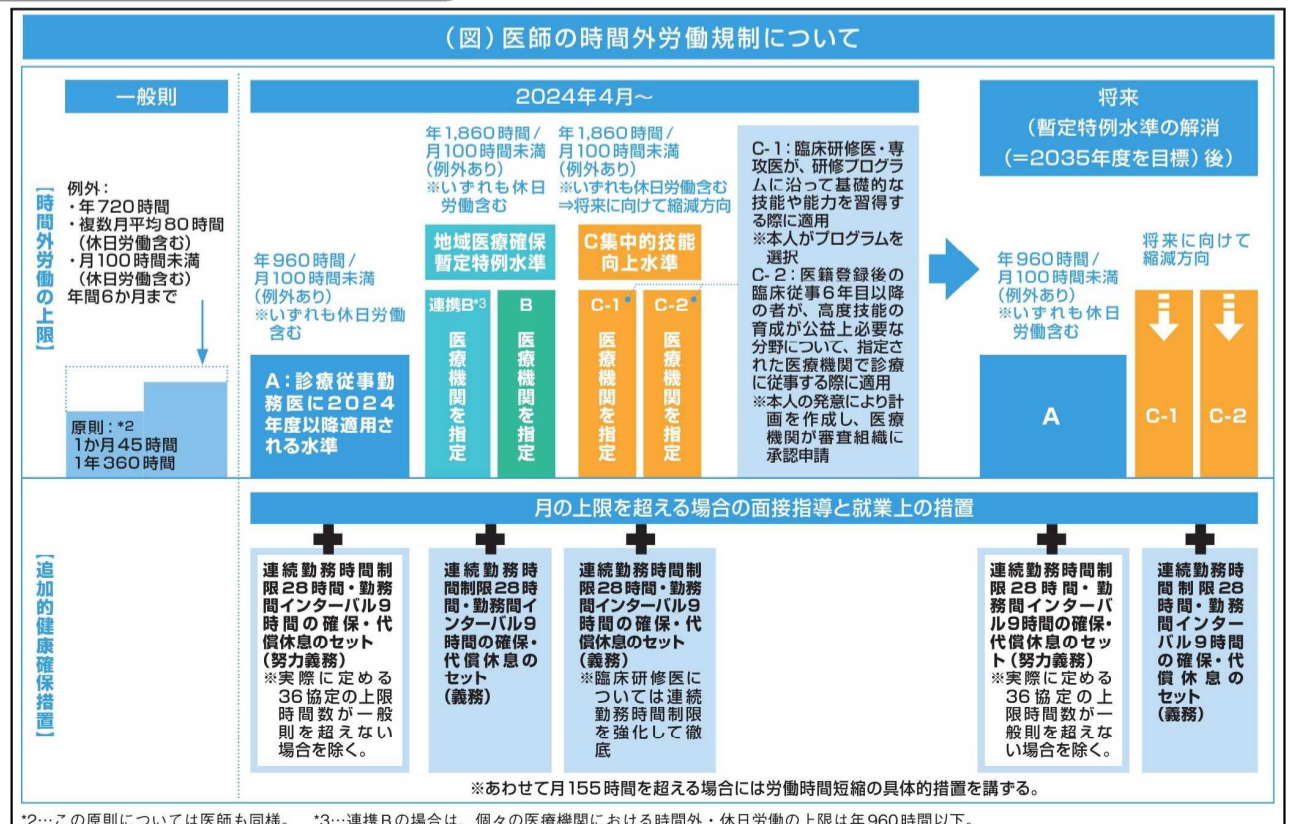 (図)医師の時間外労働規制について
一般則
2024年4月～
将来
(暫定特例水準の解消
(=2035年度を目標)後)
【時間外労働の上限】
例外：
・年720時間
・複数月平均80時間
(休日労働含む)
・月100時間未満
(休日労働含む)
年間6か月まで
原則：*2
1か月45時間
1年360時間
年960時間/
月100時間未満
(例外あり)
※いずれも休日労働
含む
A：診療従事勤
務医に2024
年度以降適用さ
れる水準
年1,860時間/
月100時間未満
(例外あり)
※いずれも休日
労働含む
地域医療確保
暫定特例水準
連携B*3
医療機関を指定
B
医療機関を指定
年1,860時間/
月100時間未満
(例外あり)
※いずれも休日労働含む
⇒将来に向けて縮減方向
C集中的技能
向上水準
C-1
医療機関を指定
C-2
医療機関を指定
C-1：臨床研修医・専
攻医が、研修プログラ
ムに沿って基礎的な
技能や能力を習得す
る際に適用
※本人がプログラムを
選択
C-2：医籍登録後の
臨床従事6年目以降
の者が、高度技能の
育成が公益上必要な
分野について、指定さ
れた医療機関で診療
に従事する際に適用
※本人の発意により計
画を作成し、医療
機関が審査組織に
承認申請
年960時間/
月100時間未満
(例外あり)
※いずれも休日
労働含む
A
将来に向けて
縮減方向
C-1
C-2
【追加的健康確保措置】
月の上限を超える場合の面接指導と就業上の措置
連続勤務時間制
限28時間・勤務
間インターバル9
時間の確保・代
償休息のセット
(努力義務)
※実際に定める
36協定の上限
時間数が一般
則を超えない
場合を除く。
連続勤務時
間制限28時
間・勤務間イ
ンターバル9
時間の確保・
代償休息の
セット
(義務)
連続勤務時間制
限28時間・勤務
間インターバル9
時間の確保・代
償休息のセット
(義務)
※臨床研修医に
ついては連続
勤務時間制限
を強化して徹
底
連続勤務時間制
限28時間・勤
務間インターバ
ル9時間の確保・
代償休息のセッ
ト(努力義務)
※実際に定める
36協定の上
限時間数が一
般則を超えな
い場合を除く。
連続勤務時
間制限28
時間・勤務
間インター
バル9時間
の確保・代
償休息の
セット
(義務)
※あわせて月155時間を超える場合には労働時間短縮の具体的措置を講ずる。
*2…この原則については医師も同様。 *3…連携Bの場合は、個々の医療機関における時間外・休日労働の上限は年960時間以下。